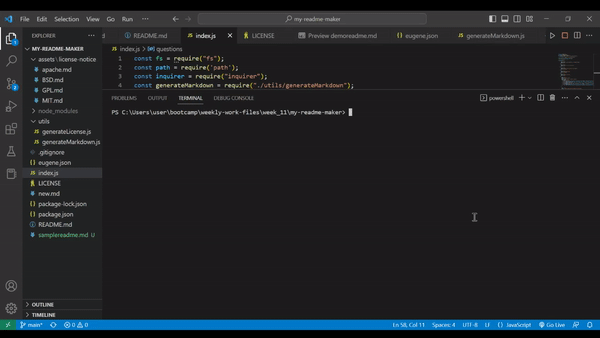 File Edit Selection View Go Run ···
my-readme-maker
EXPLORER ···
MY-README-MAKER
assets \ license-notice
apache.md
BSD.md
GPL.md
MIT.md
node_modules
utils
generateLicense.js
generateMarkdown.js
.gitignore
eugene.json
index.js
LICENSE
new.md
package-lock.json
package.json
README.md
samplereadme.md U
OUTLINE
TIMELINE
README.md
index.js
LICENSE
Preview demoreadme.md
eugene.json
generateMarkdown.js
index.js > questions
1 const fs = require("fs");
2 const path = require('path');
3 const inquirer = require("inquirer");
4 const generateMarkdown = require("./utils/generateMarkdown");
PROBLEMS OUTPUT TERMINAL DEBUG CONSOLE
powershell
PS C:\Users\user\bootcamp\weekly-work-files\week_11\my-readme-maker>
main* 0 0 Ln 58, Col 11 Spaces: 4 UTF-8 LF {} JavaScript Go Live Prettier